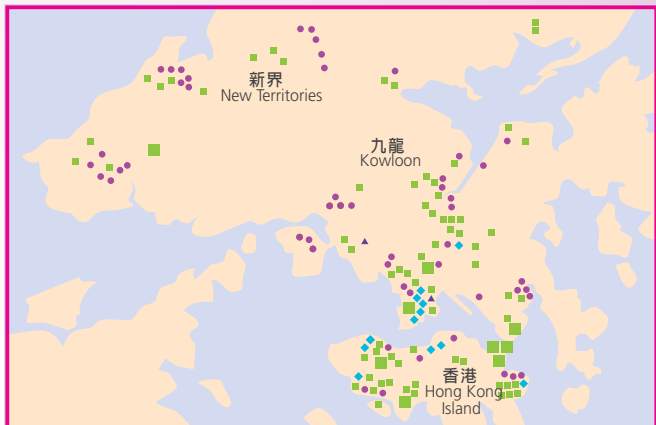 新界
New Territories
九龍
Kowloon
香港
Hong Kong
Island